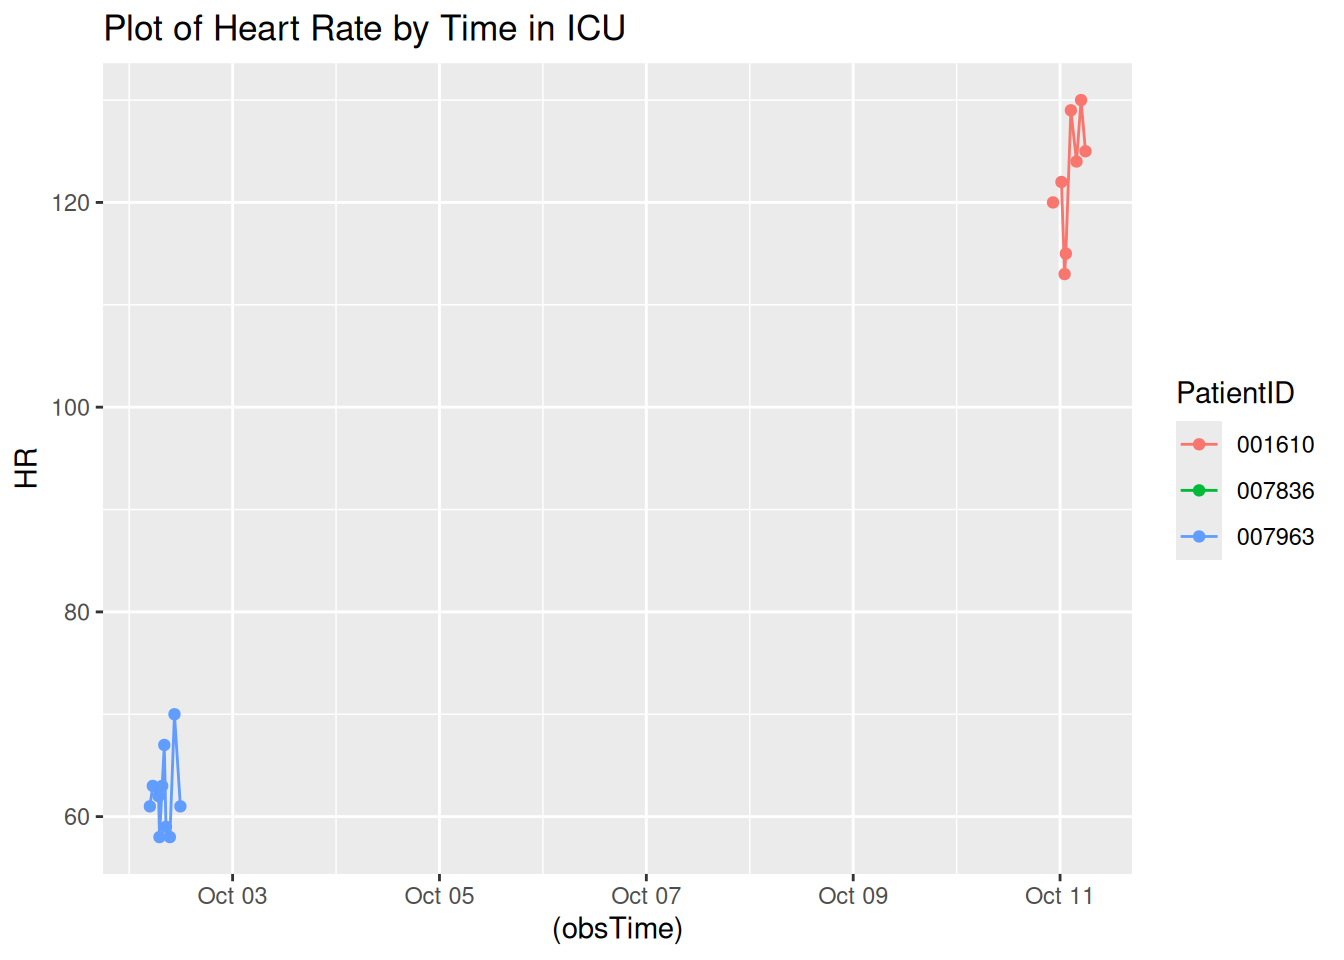 Plot of Heart Rate by Time in ICU
120
100
80
60
HR
Oct 03
Oct 05
Oct 07
Oct 09
Oct 11
(obsTime)
PatientID
001610
007836
007963